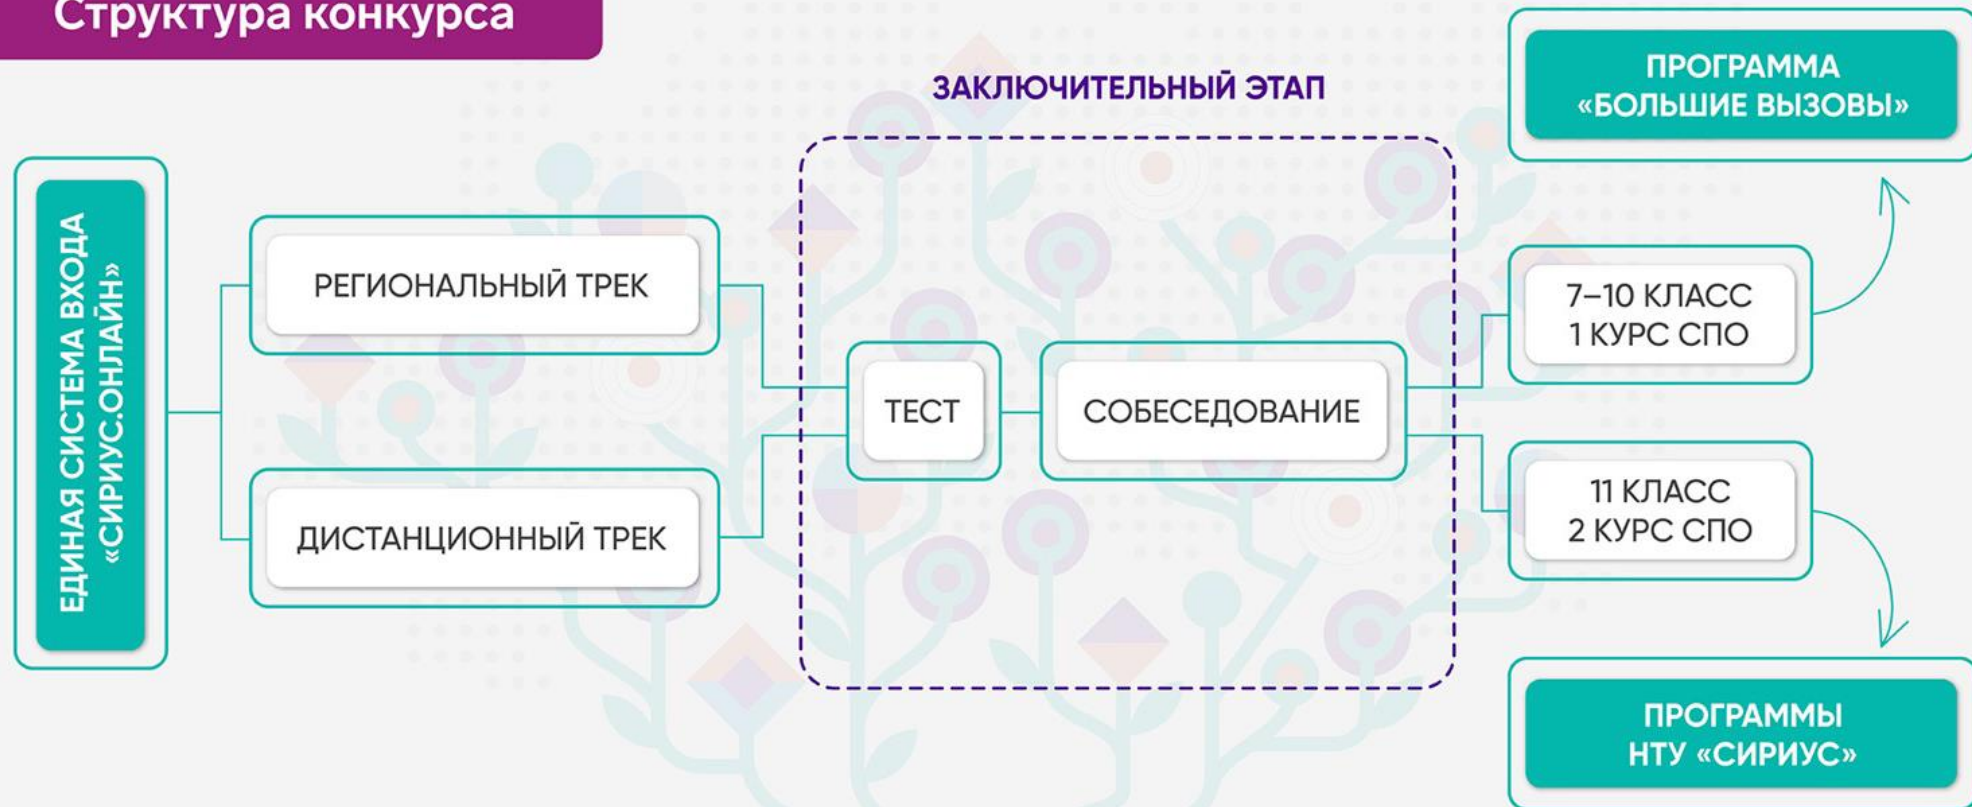 Структура конкурса
ЕДИНАЯ СИСТЕМА ВХОДА
«СИРИУС.ОНЛАЙН»
РЕГИОНАЛЬНЫЙ ТРЕК
ДИСТАНЦИОННЫЙ ТРЕК
ЗАКЛЮЧИТЕЛЬНЫЙ ЭТАП
ТЕСТ
СОБЕСЕДОВАНИЕ
7–10 КЛАСС
1 КУРС СПО
11 КЛАСС
2 КУРС СПО
ПРОГРАММА
«БОЛЬШИЕ ВЫЗОВЫ»
ПРОГРАММЫ
НТУ «СИРИУС»